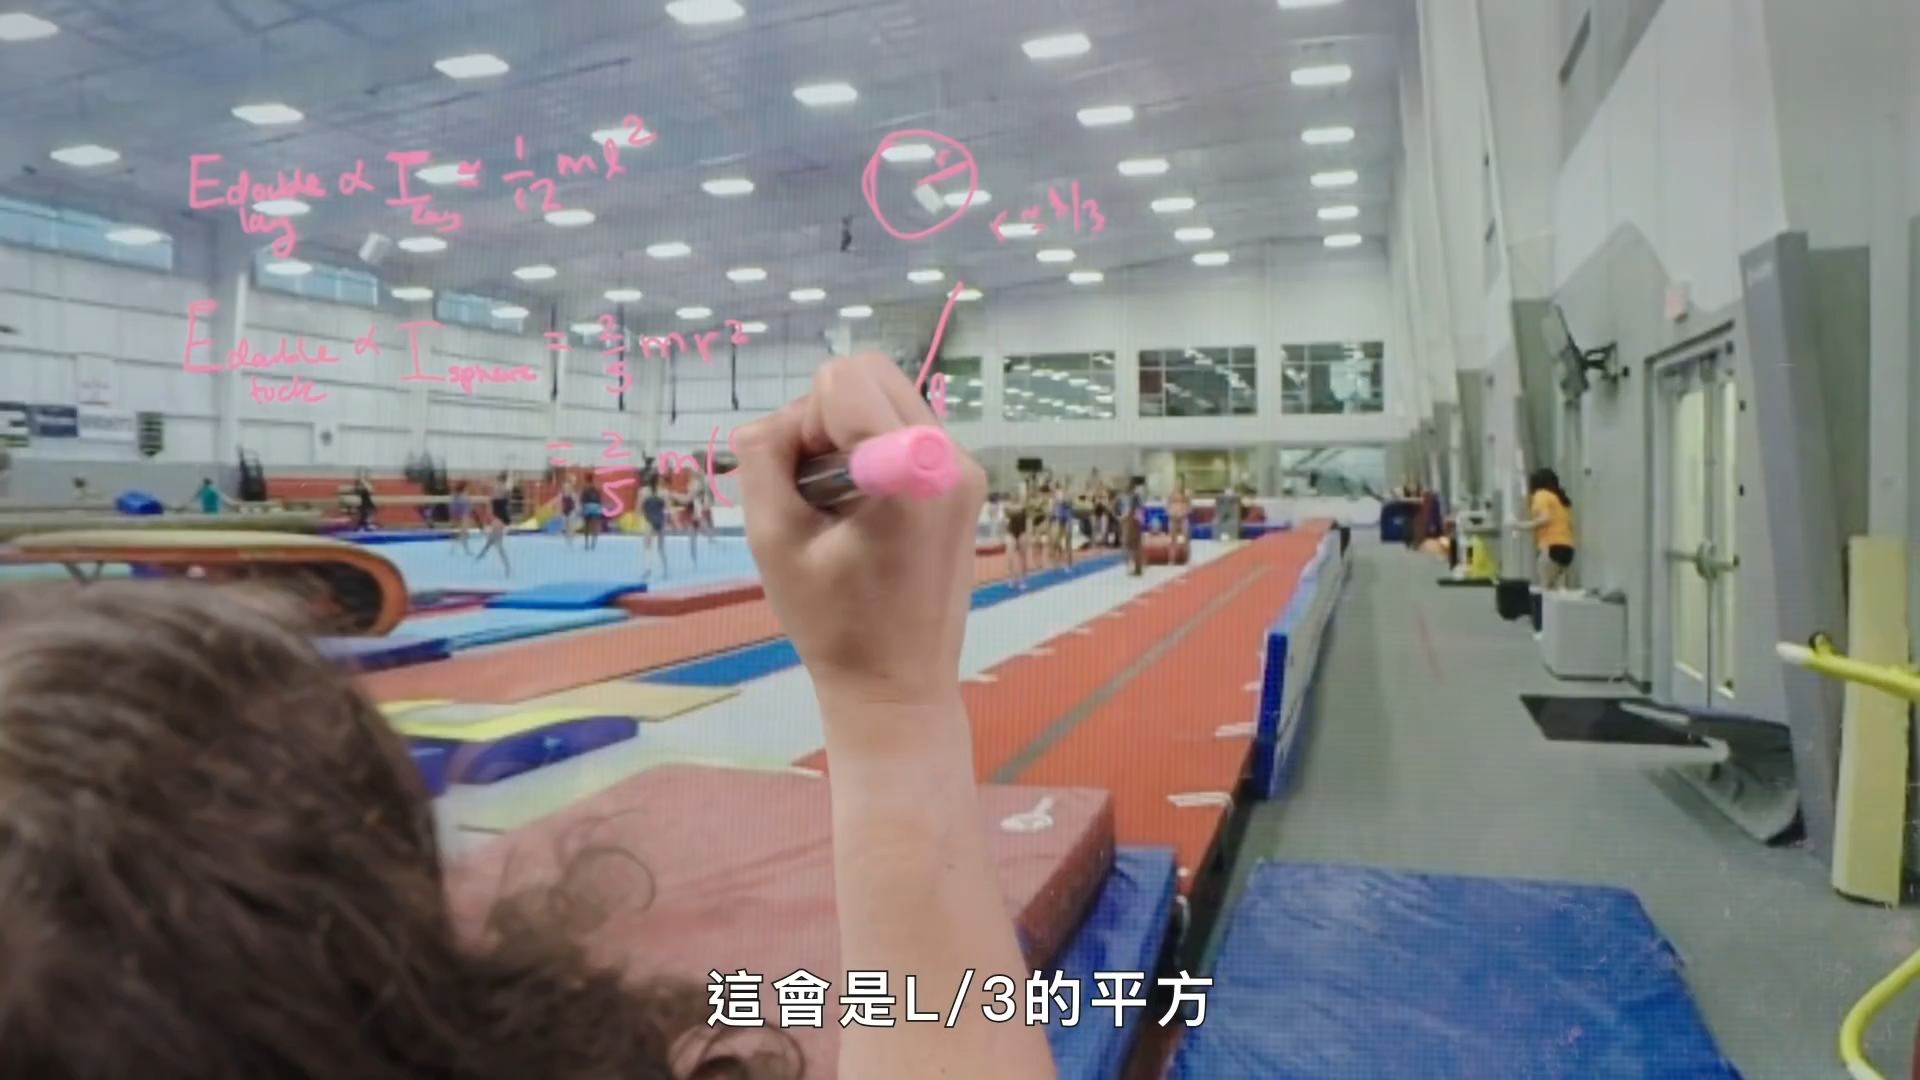 E double lay ∝ I rod ≃ 1/12 ml²
r
r ≃ l/3
E double tuck ∝ I sphere = 2/5 mr²
l
= 2/5 m(
這會是L/3的平方